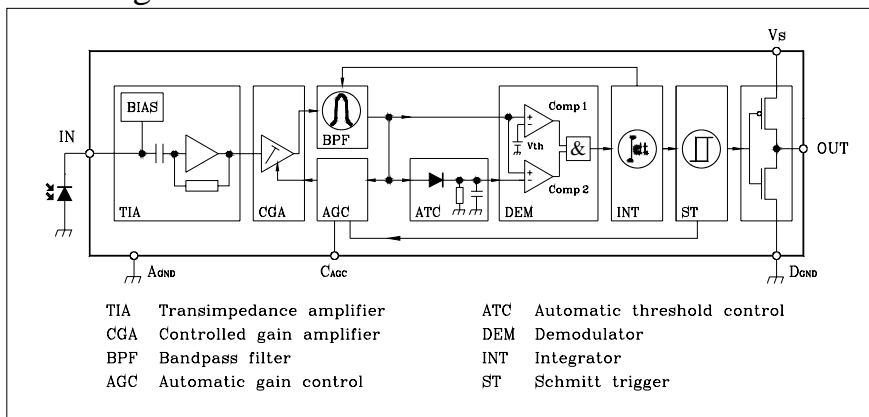 Vs
BIAS
IN
TIA
CGA
BPF
AGC
ATC
Comp 1
+
-
Vth
&
+
-
Comp 2
DEM
INT
ST
OUT
AGND
CAGC
DGND
TIA Transimpedance amplifier
CGA Controlled gain amplifier
BPF Bandpass filter
AGC Automatic gain control
ATC Automatic threshold control
DEM Demodulator
INT Integrator
ST Schmitt trigger